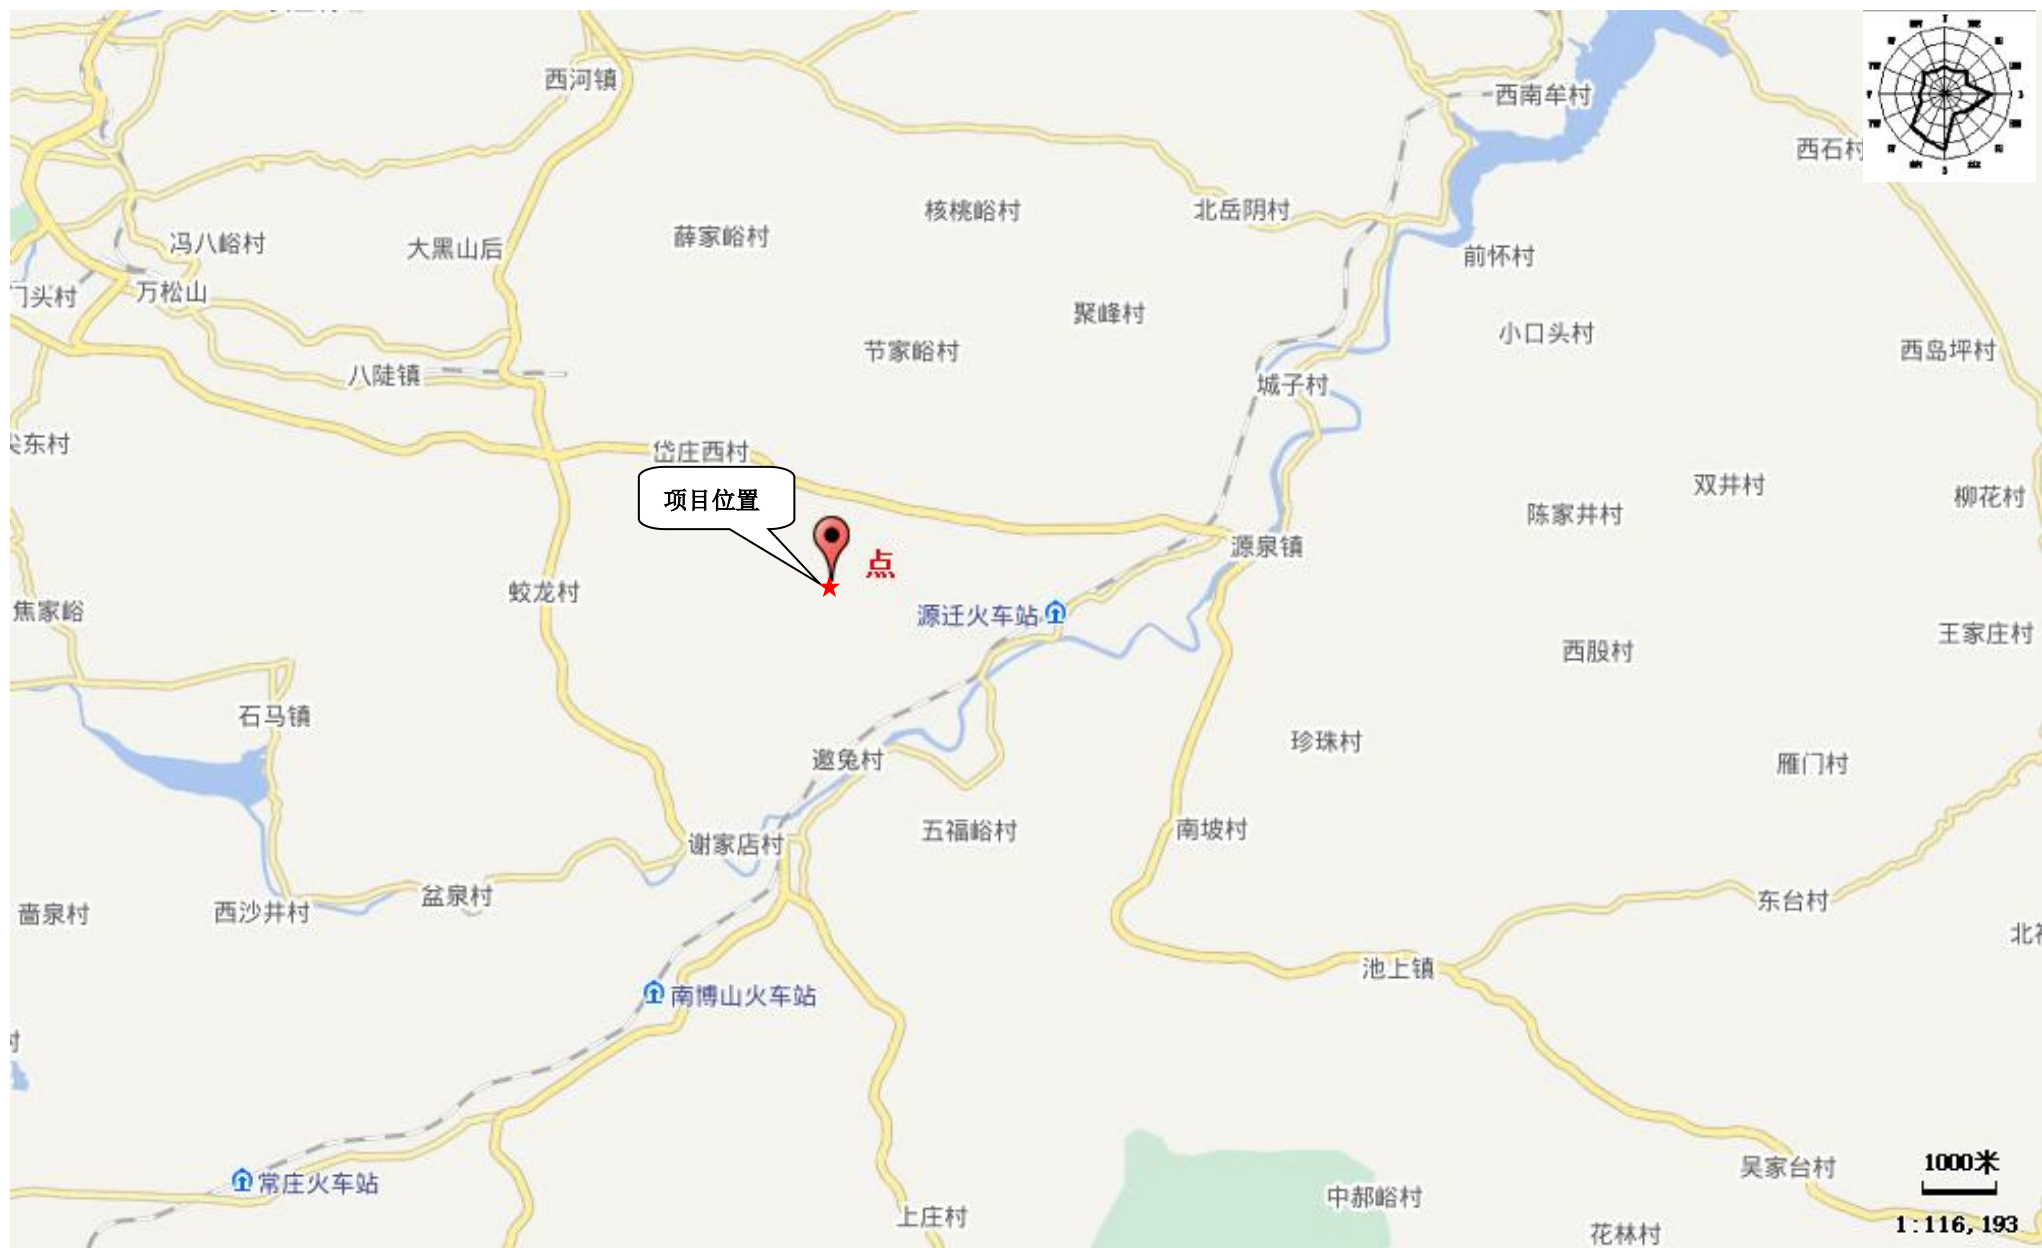 西河镇
西南牟村
西石村
核桃峪村
北岳阴村
薛家峪村
冯八峪村
大黑山后
前怀村
门头村
万松山
聚峰村
小口头村
节家峪村
西岛坪村
八陡镇
城子村
尖东村
岱庄西村
双井村
柳花村
项目位置
陈家井村
源泉镇
点
蛟龙村
焦家峪
源迁火车站
王家庄村
西股村
石马镇
珍珠村
邀兔村
雁门村
五福峪村
南坡村
谢家店村
盆泉村
东台村
啬泉村
西沙井村
池上镇
南博山火车站
村
吴家台村
1000米
常庄火车站
中郝峪村
上庄村
1:116,193
花林村